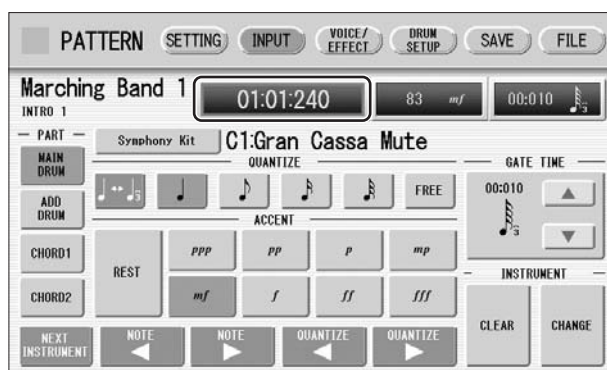 PATTERN SETTING INPUT VOICE/ EFFECT DRUM SETUP SAVE FILE
Marching Band 1 01:01:240 83 mf 00:010
INTRO 1
PART Symphony Kit C1:Gran Cassa Mute
MAIN DRUM QUANTIZE GATE TIME
FREE 00:010
ADD DRUM ACCENT
3
CHORD1 REST ppp pp p mp
INSTRUMENT
CHORD2 mf f ff fff CLEAR CHANGE
NEXT INSTRUMENT NOTE NOTE QUANTIZE QUANTIZE